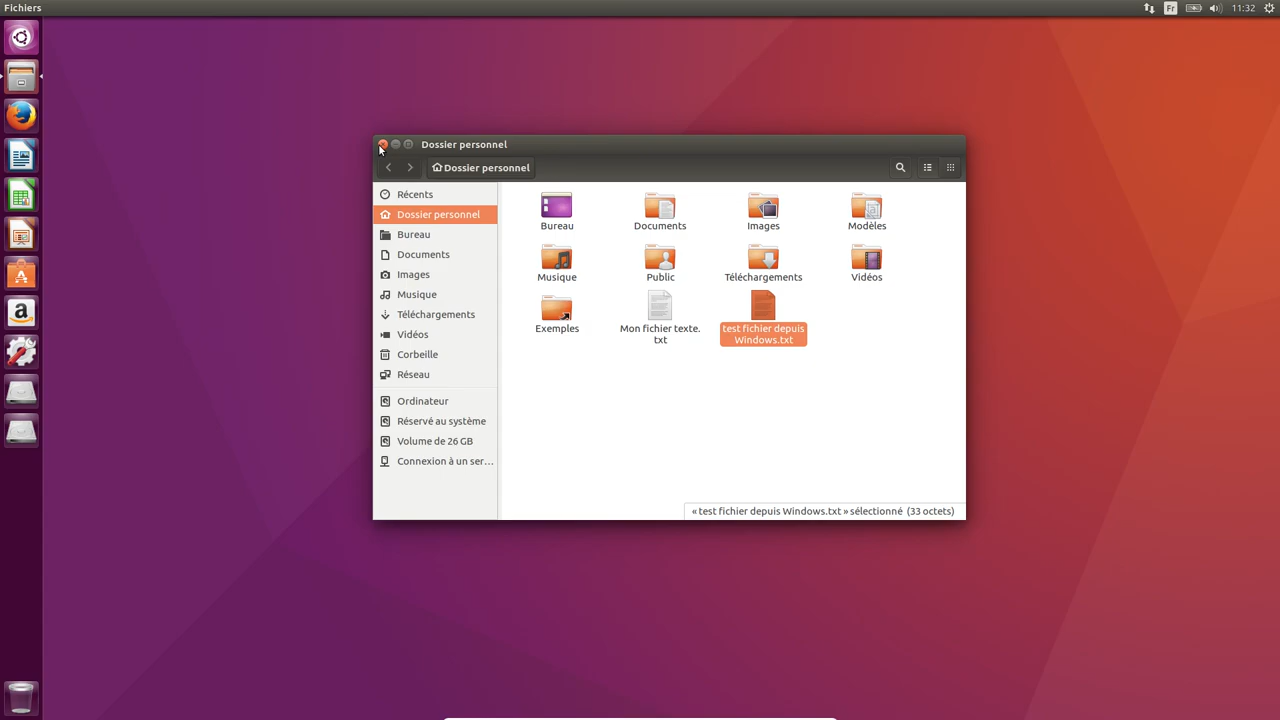 Fichiers
Fr
11:32
Dossier personnel
Dossier personnel
Récents
Dossier personnel
Bureau
Documents
Images
Musique
Téléchargements
Vidéos
Corbeille
Réseau
Ordinateur
Réservé au système
Volume de 26 GB
Connexion à un ser…
Bureau
Documents
Images
Modèles
Musique
Public
Téléchargements
Vidéos
Exemples
Mon fichier texte.
txt
test fichier depuis
Windows.txt
« test fichier depuis Windows.txt » sélectionné (33 octets)